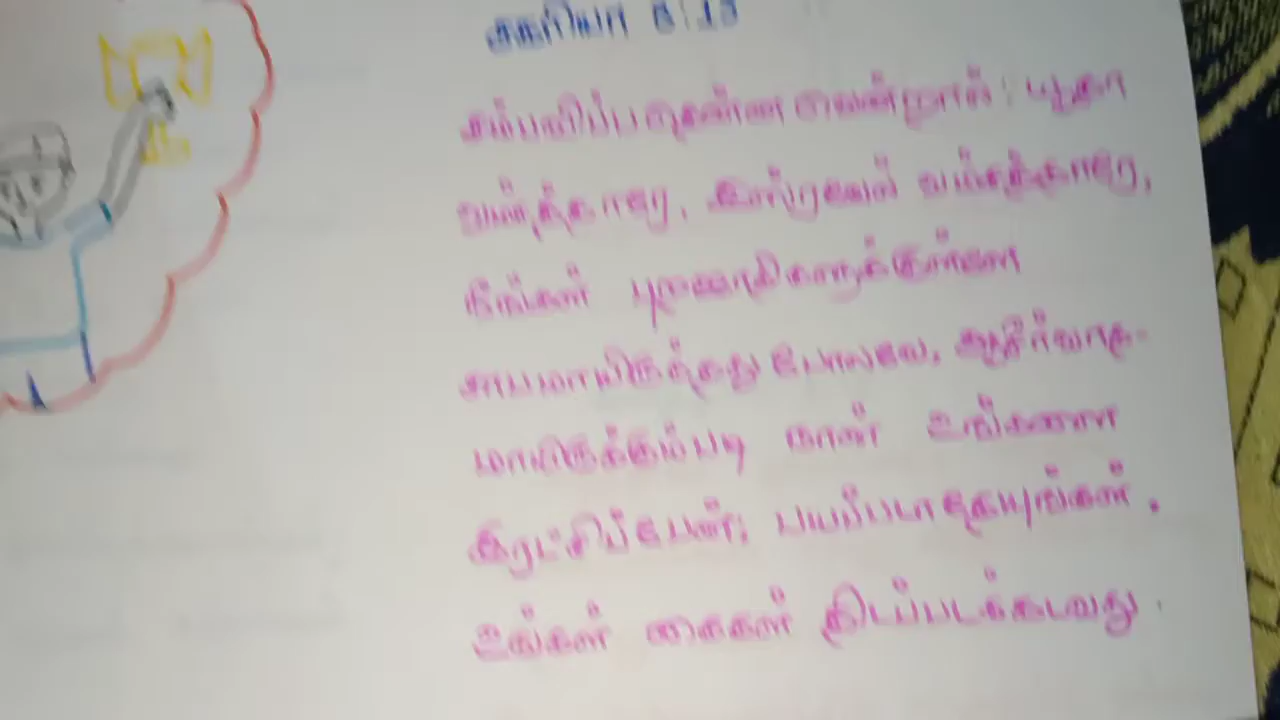 சகரியா 8:13
சம்பவிப்பதென்னவென்றால்: யூதா
வம்சத்தாரே, இஸ்ரவேல் வம்சத்தாரே,
நீங்கள் புறஜாதிகளுக்குள்ளே
சாபமாயிருந்தது போலவே, ஆசீர்வாத-
மாயிருக்கும்படி நான் உங்களை
இரட்சிப்பேன்; பயப்படாதேயுங்கள்.
உங்கள் கைகள் திடப்படக்கடவது.